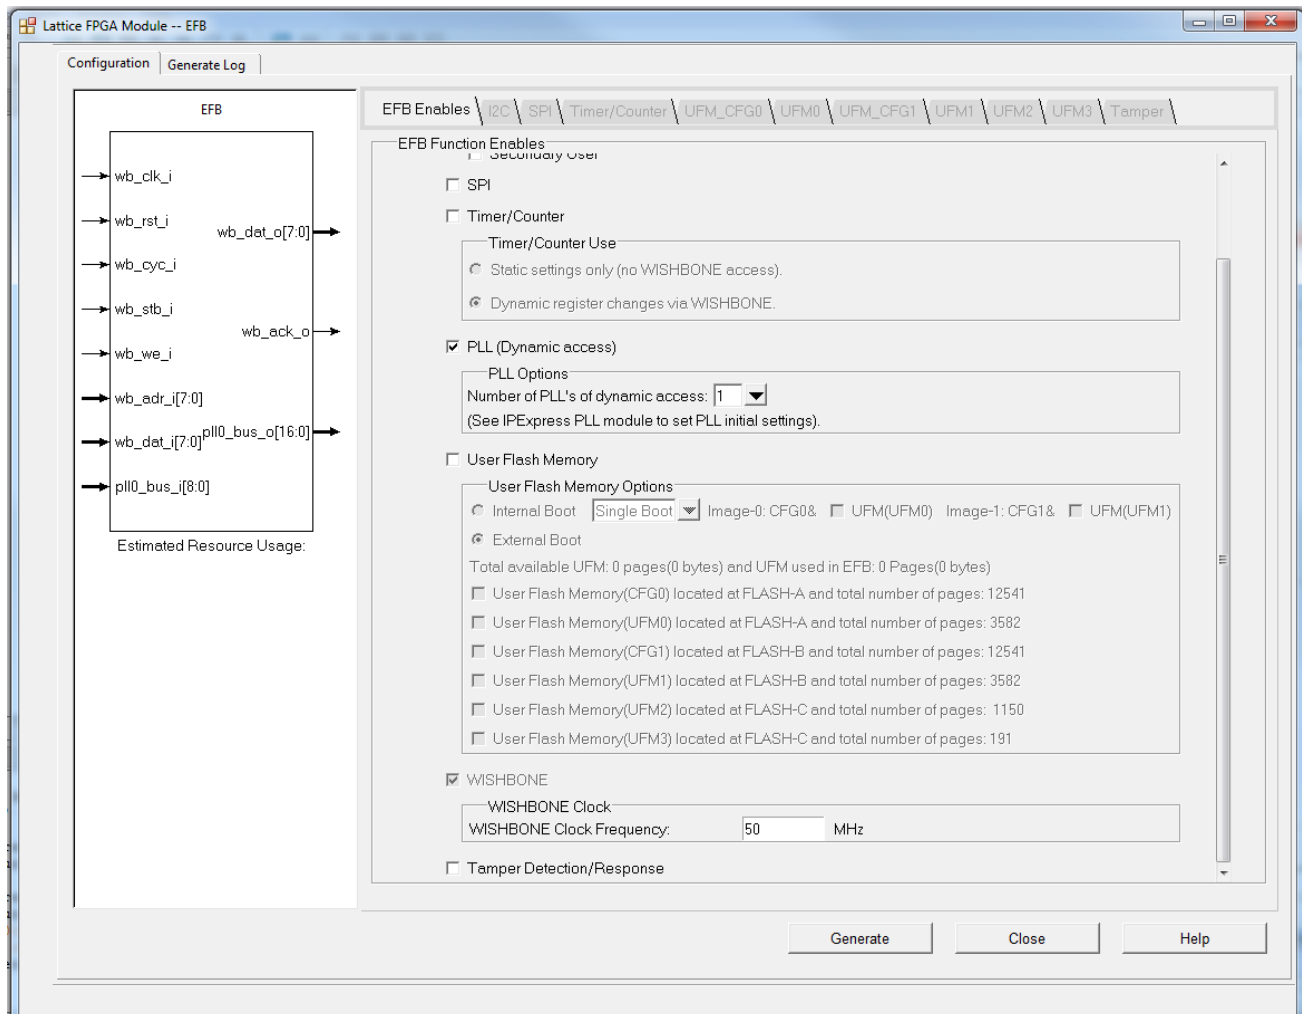 Lattice FPGA Module -- EFB
Configuration
Generate Log
EFB
wb_clk_i
wb_rst_i
wb_dat_o[7:0]
wb_cyc_i
wb_stb_i
wb_ack_o
wb_we_i
wb_adr_i[7:0]
wb_dat_i[7:0]
pll0_bus_o[16:0]
pll0_bus_i[8:0]
Estimated Resource Usage:
EFB Enables I2C SPI Timer/Counter UFM_CFG0 UFM0 UFM_CFG1 UFM1 UFM2 UFM3 Tamper
EFB Function Enables
Secondary User
SPI
Timer/Counter
Timer/Counter Use
Static settings only (no WISHBONE access).
Dynamic register changes via WISHBONE.
PLL (Dynamic access)
PLL Options
Number of PLL's of dynamic access: 1
(See IPExpress PLL module to set PLL initial settings).
User Flash Memory
User Flash Memory Options
Internal Boot Single Boot Image-0: CFG0& UFM(UFM0) Image-1: CFG1& UFM(UFM1)
External Boot
Total available UFM: 0 pages(0 bytes) and UFM used in EFB: 0 Pages(0 bytes)
User Flash Memory(CFG0) located at FLASH-A and total number of pages: 12541
User Flash Memory(UFM0) located at FLASH-A and total number of pages: 3582
User Flash Memory(CFG1) located at FLASH-B and total number of pages: 12541
User Flash Memory(UFM1) located at FLASH-B and total number of pages: 3582
User Flash Memory(UFM2) located at FLASH-C and total number of pages: 1150
User Flash Memory(UFM3) located at FLASH-C and total number of pages: 191
WISHBONE
WISHBONE Clock
WISHBONE Clock Frequency: 50 MHz
Tamper Detection/Response
Generate
Close
Help